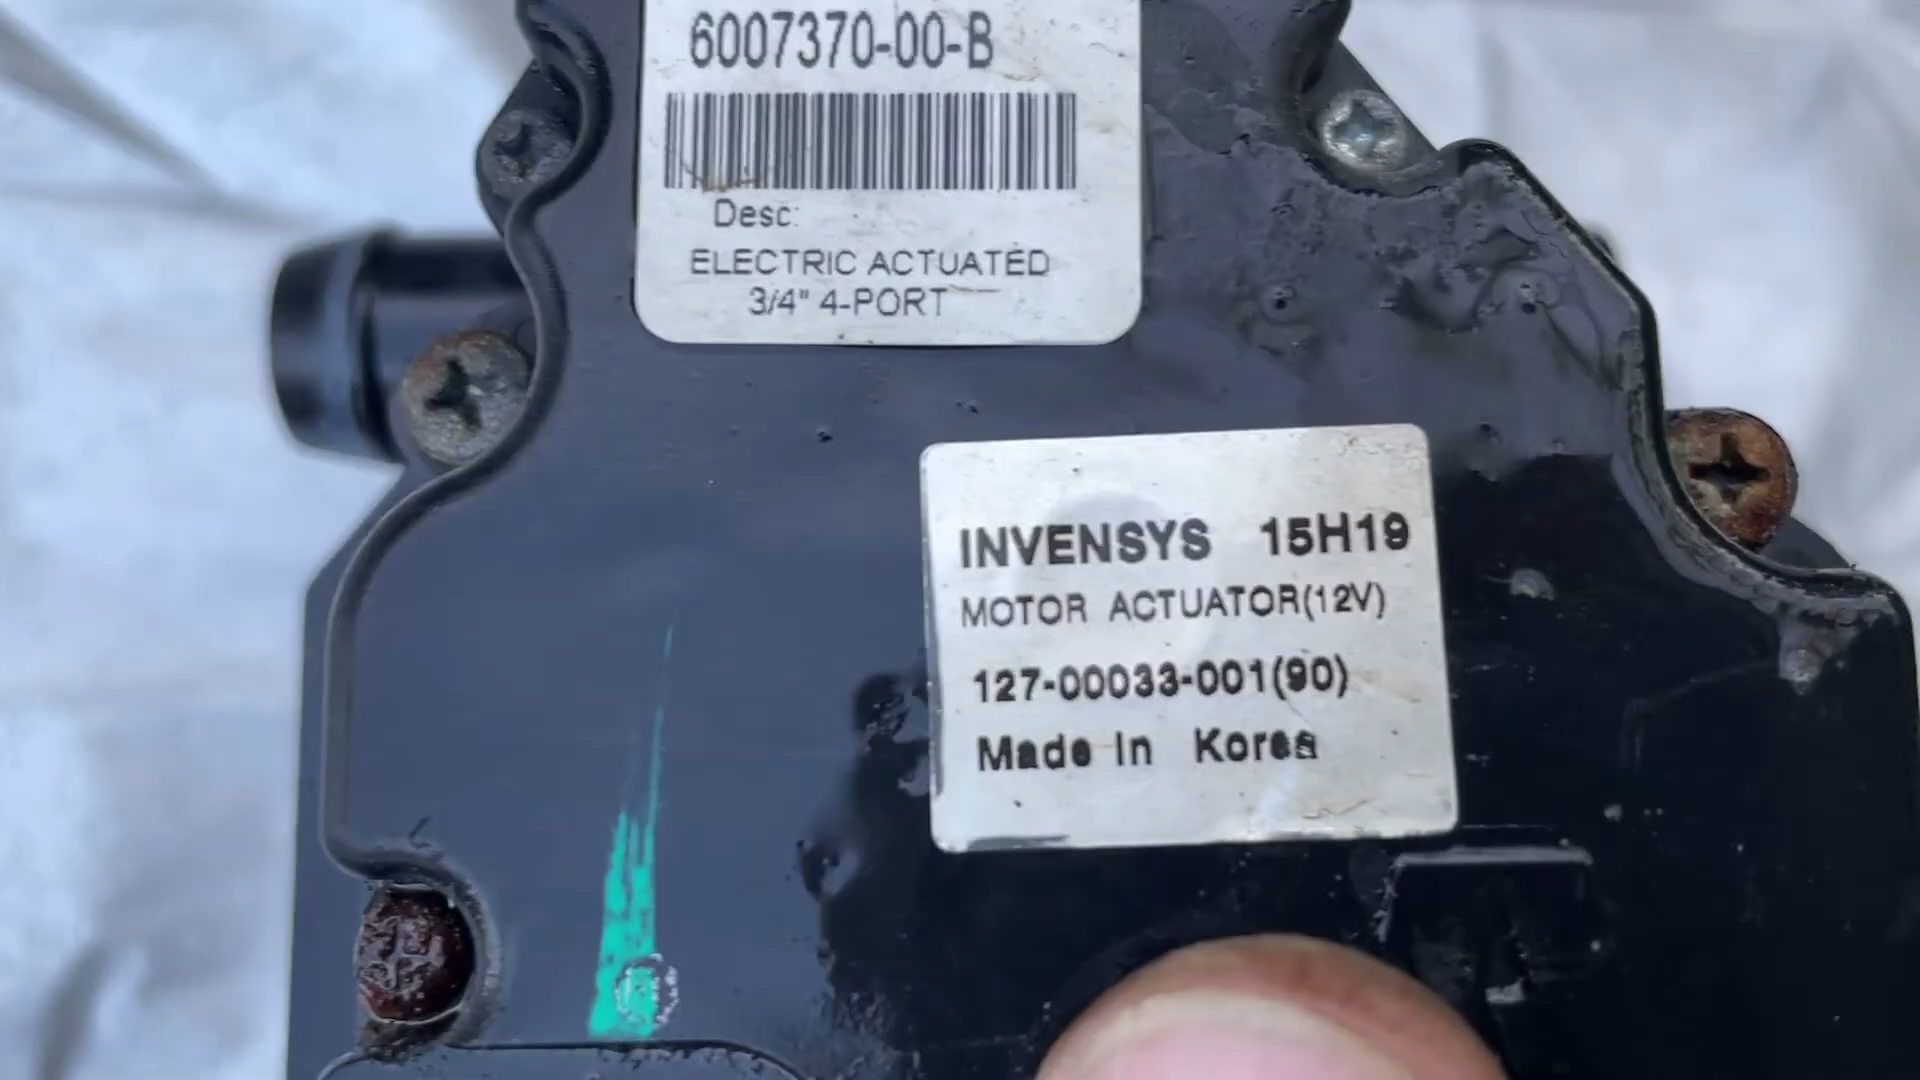 6007370-00-B
Desc:
ELECTRIC ACTUATED
3/4" 4-PORT
INVENSYS 15H19
MOTOR ACTUATOR(12V)
127-00033-001(90)
Made In Korea